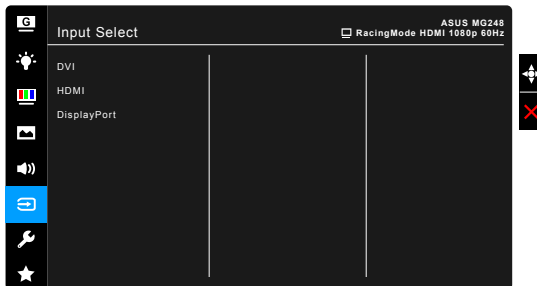 G
Input Select
ASUS MG248
RacingMode HDMI 1080p 60Hz
DVI
HDMI
DisplayPort